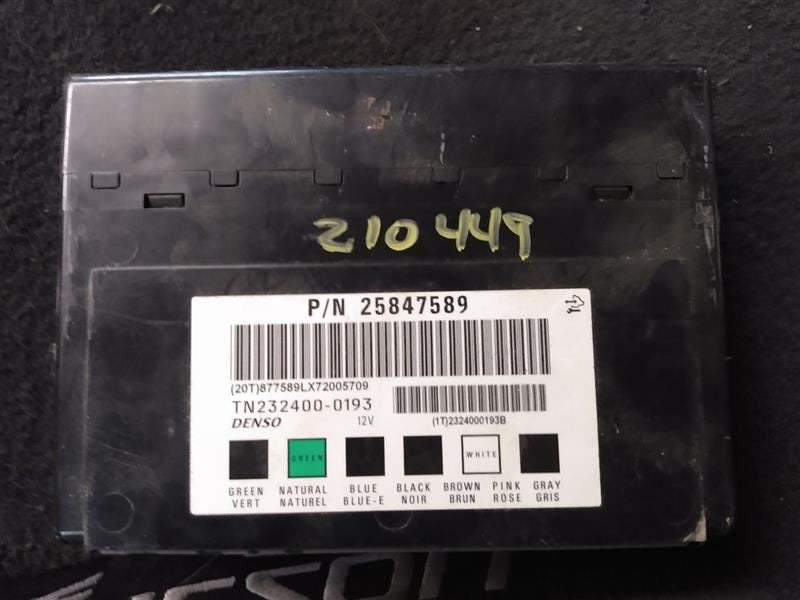 210449
P/N 25847589
(20T)877589LX72005709
TN232400-0193
DENSO 12V
(1T)2324000193B
GREEN WHITE
GREEN NATURAL BLUE BLACK BROWN PINK GRAY
VERT NATUREL BLUE-E NOIR BRUN ROSE GRIS